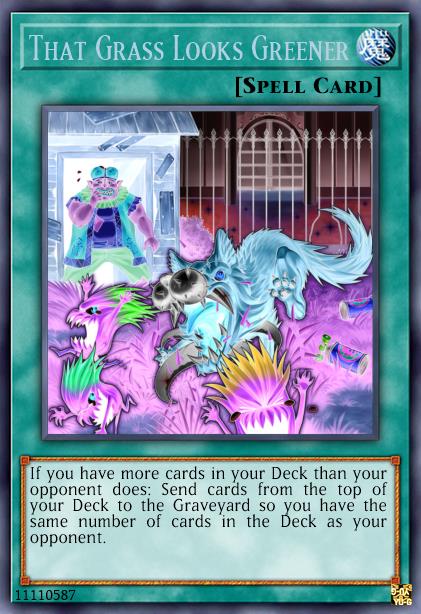 That Grass Looks Greener
魔
[Spell Card]
If you have more cards in your Deck than your
opponent does: Send cards from the top of
your Deck to the Graveyard so you have the
same number of cards in the Deck as your
opponent.
11110587